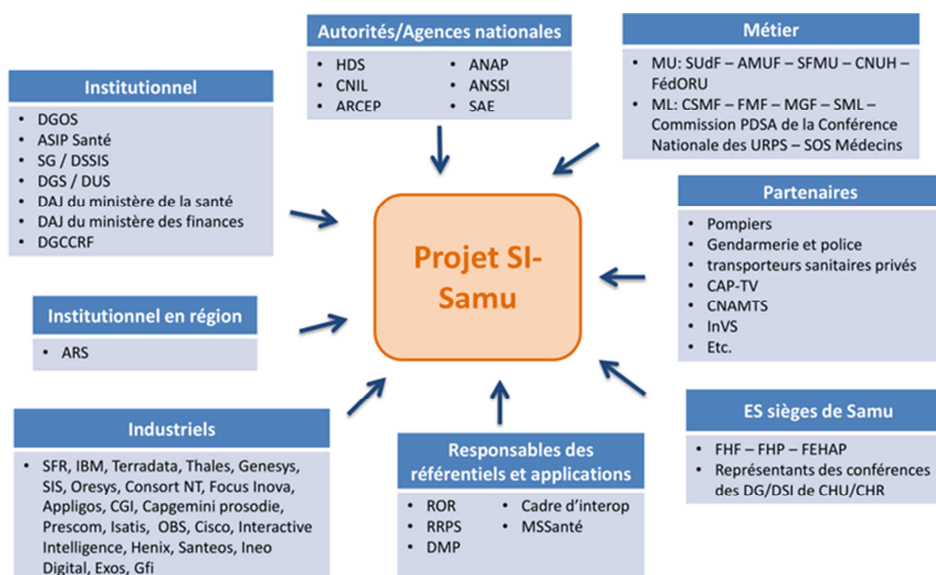 Autorités/Agences nationales
• HDS
• CNIL
• ARCEP
• ANAP
• ANSSI
• SAE
Métier
• MU: SUdF – AMUF – SFMU – CNUH –
FédORU
• ML: CSMF – FMF – MGF – SML –
Commission PDSA de la Conférence
Nationale des URPS – SOS Médecins
Institutionnel
• DGOS
• ASIP Santé
• SG / DSSIS
• DGS / DUS
• DAJ du ministère de la santé
• DAJ du ministère des finances
• DGCCRF
Projet SI-
Samu
Partenaires
• Pompiers
• Gendarmerie et police
• transporteurs sanitaires privés
• CAP-TV
• CNAMTS
• InVS
• Etc.
Institutionnel en région
• ARS
ES sièges de Samu
• FHF – FHP – FEHAP
• Représentants des conférences
des DG/DSI de CHU/CHR
Industriels
• SFR, IBM, Terradata, Thales, Genesys,
SIS, Oresys, Consort NT, Focus Inova,
Appligos, CGI, Capgemini prosodie,
Prescom, Isatis, OBS, Cisco, Interactive
Intelligence, Henix, Santeos, Ineo
Digital, Exos, Gfi
Responsables des
référentiels et applications
• ROR
• RRPS
• DMP
• Cadre d'interop
• MSSanté